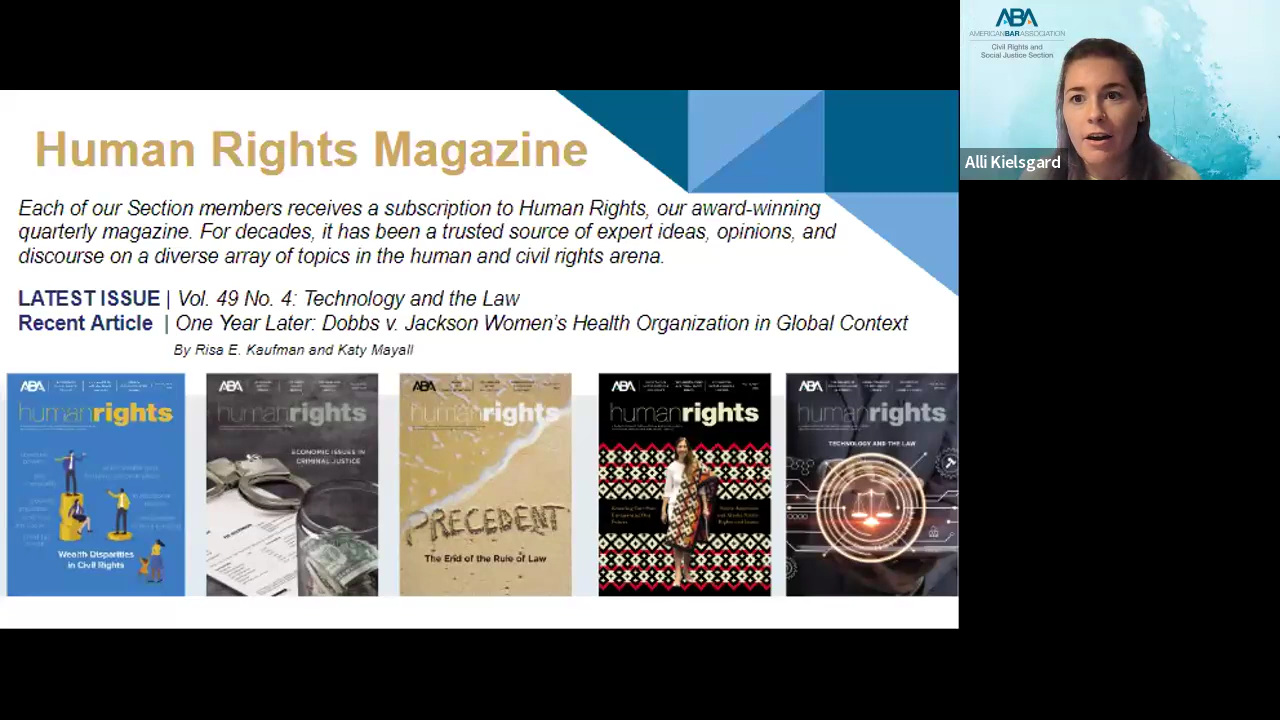 Human Rights Magazine
Each of our Section members receives a subscription to Human Rights, our award-winning
quarterly magazine. For decades, it has been a trusted source of expert ideas, opinions, and
discourse on a diverse array of topics in the human and civil rights arena.
LATEST ISSUE | Vol. 49 No. 4: Technology and the Law
Recent Article | One Year Later: Dobbs v. Jackson Women's Health Organization in Global Context
By Risa E. Kaufman and Katy Mayall
ABA
humanrights
Wealth Disparities
in Civil Rights
ABA
humanrights
ECONOMIC ISSUES IN
CRIMINAL JUSTICE
ABA
humanrights
PRECEDENT
The End of the Rule of Law
ABA
humanrights
ABA
humanrights
TECHNOLOGY AND THE LAW
ABA
AMERICANBARASSOCIATION
Civil Rights and
Social Justice Section
Alli Kielsgard